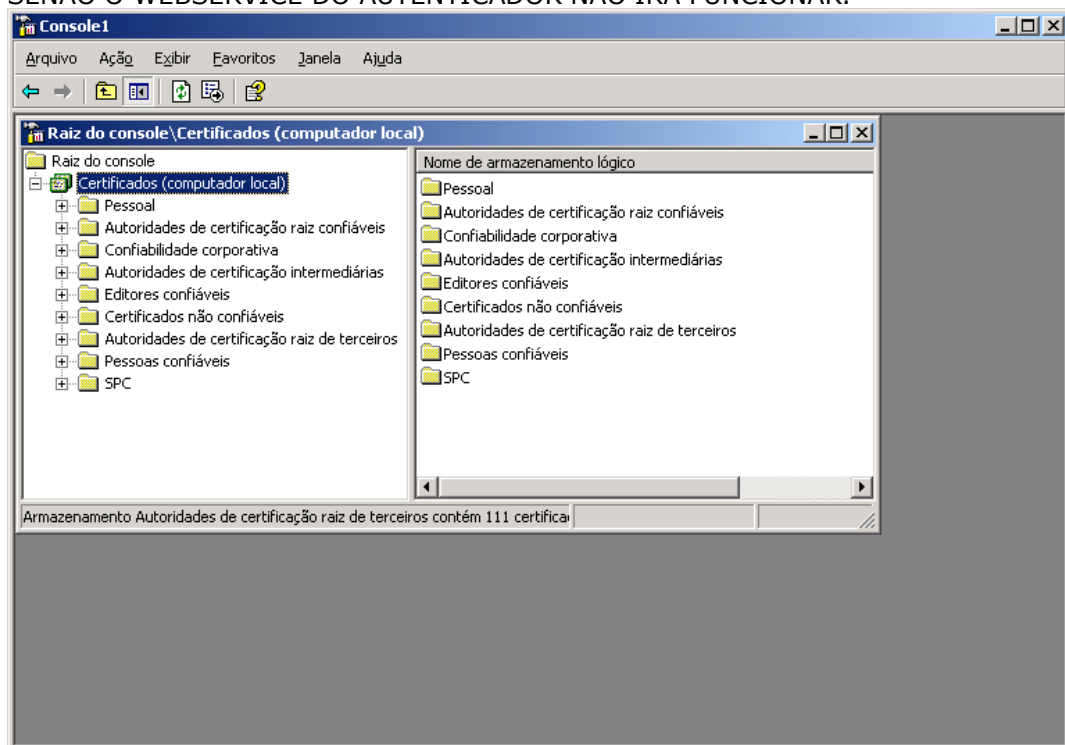 SENÃO O WEBSERVICE DO AUTENTICADOR NÃO IRÁ FUNCIONAR.
Console1
Arquivo Ação Exibir Favoritos Janela Ajuda
Raiz do console\Certificados (computador local)
Raiz do console
Certificados (computador local)
Pessoal
Autoridades de certificação raiz confiáveis
Confiabilidade corporativa
Autoridades de certificação intermediárias
Editores confiáveis
Certificados não confiáveis
Autoridades de certificação raiz de terceiros
Pessoas confiáveis
SPC
Nome de armazenamento lógico
Pessoal
Autoridades de certificação raiz confiáveis
Confiabilidade corporativa
Autoridades de certificação intermediárias
Editores confiáveis
Certificados não confiáveis
Autoridades de certificação raiz de terceiros
Pessoas confiáveis
SPC
Armazenamento Autoridades de certificação raiz de terceiros contém 111 certifica